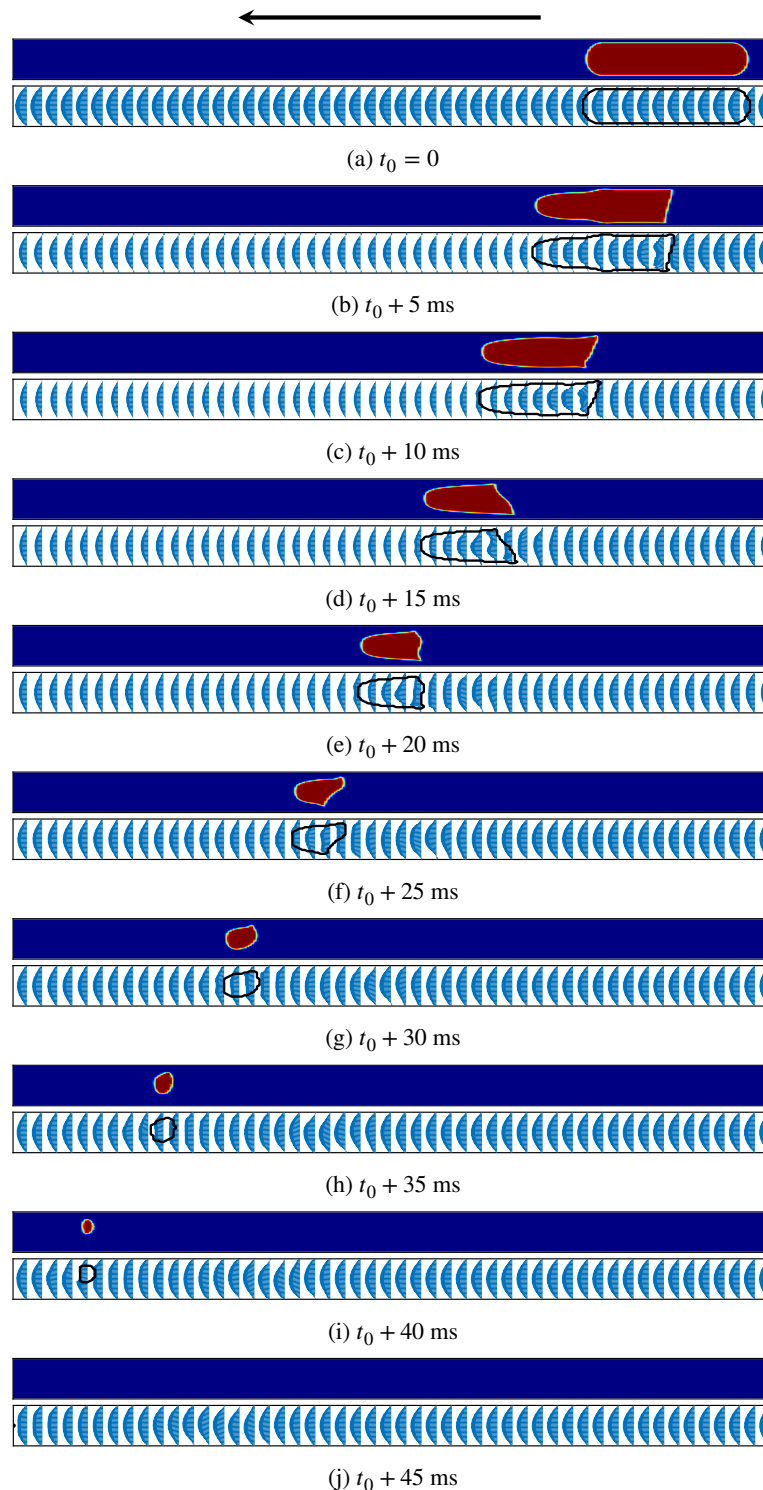 (a) t₀ = 0
(b) t₀ + 5 ms
(c) t₀ + 10 ms
(d) t₀ + 15 ms
(e) t₀ + 20 ms
(f) t₀ + 25 ms
(g) t₀ + 30 ms
(h) t₀ + 35 ms
(i) t₀ + 40 ms
(j) t₀ + 45 ms